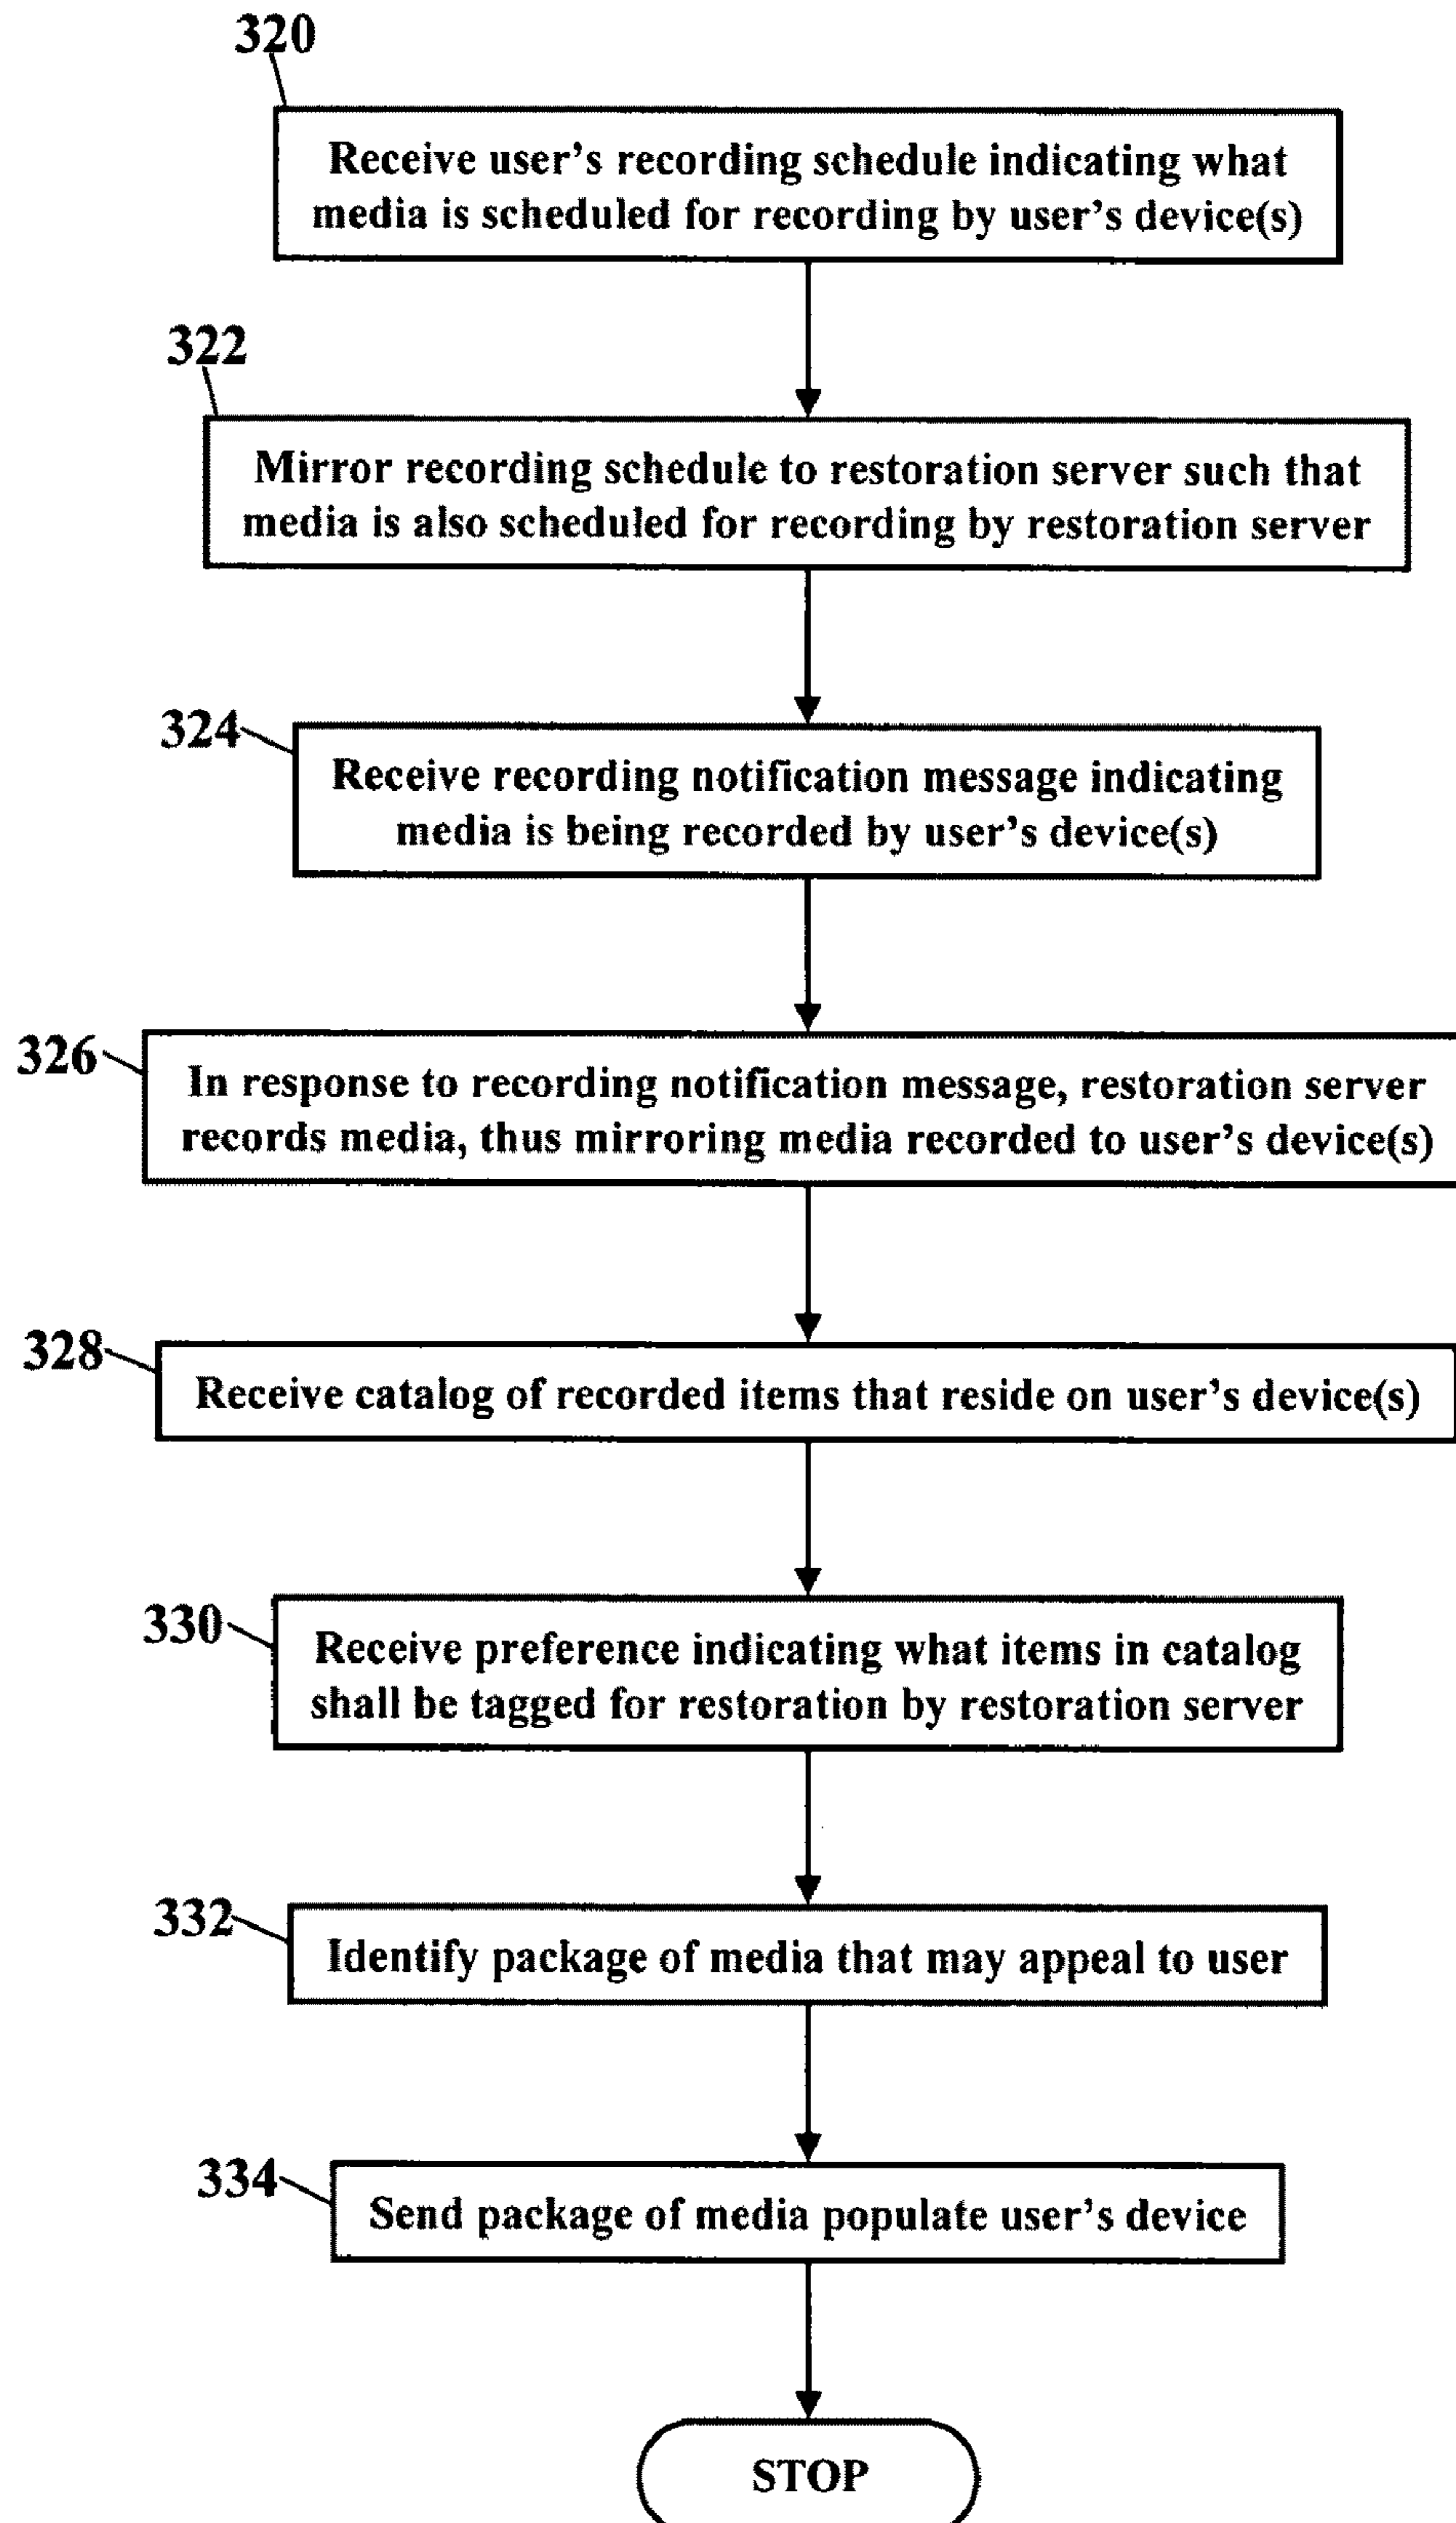 320
Receive user's recording schedule indicating what
media is scheduled for recording by user's device(s)
322
Mirror recording schedule to restoration server such that
media is also scheduled for recording by restoration server
324
Receive recording notification message indicating
media is being recorded by user's device(s)
326
In response to recording notification message, restoration server
records media, thus mirroring media recorded to user's device(s)
328
Receive catalog of recorded items that reside on user's device(s)
330
Receive preference indicating what items in catalog
shall be tagged for restoration by restoration server
332
Identify package of media that may appeal to user
334
Send package of media populate user's device
STOP